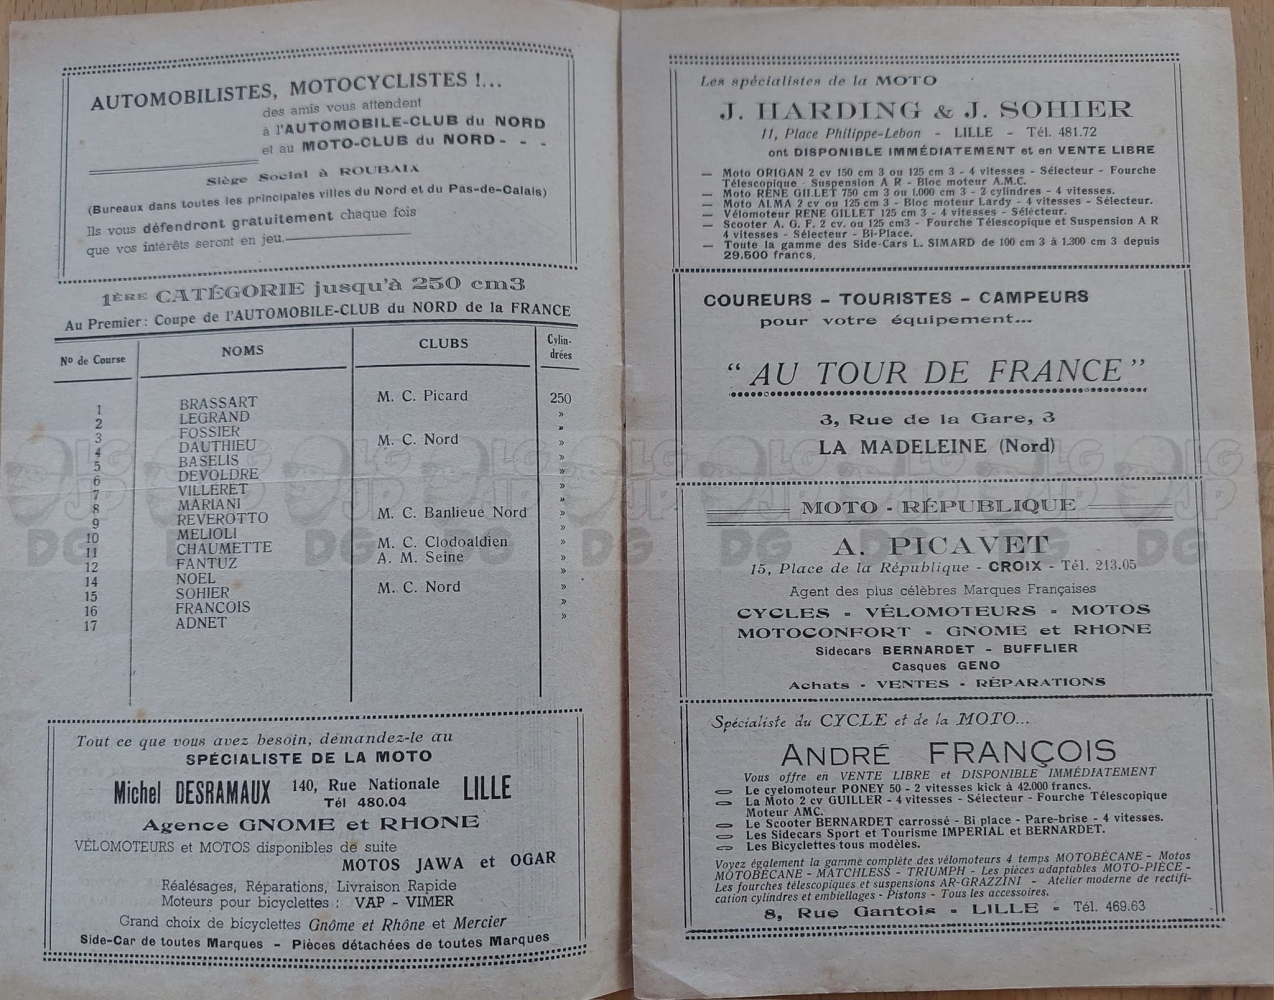 AUTOMOBILISTES, MOTOCYCLISTES !...
des amis vous attendent
à l'AUTOMOBILE-CLUB du NORD
et au MOTO-CLUB du NORD - - -
Siège Social à ROUBAIX
(Bureaux dans toutes les principales villes du Nord et du Pas-de-Calais)
Ils vous défendront gratuitement chaque fois
que vos intérêts seront en jeu.
1ÈRE CATÉGORIE jusqu'à 250 cm3
Au Premier : Coupe de l'AUTOMOBILE-CLUB du NORD de la FRANCE
No de Course NOMS CLUBS Cylin-
drées
1 BRASSART M. C. Picard 250
2 LEGRAND »
3 FOSSIER »
4 DAUTHIEU M. C. Nord »
5 BASELIS »
6 DEVOLDRE »
7 VILLERET »
8 MARIANI »
9 REVEROTTO M. C. Banlieue Nord »
10 MELIOLI »
11 CHAUMETTE M. C. Clodoaldien »
12 FANTUZ A. M. Seine »
14 NOEL »
15 SOHIER M. C. Nord »
16 FRANCOIS »
17 ADNET »
Tout ce que vous avez besoin, demandez-le au
SPÉCIALISTE DE LA MOTO
Michel DESRAMAUX 140, Rue Nationale LILLE
Tél 480.04
Agence GNOME et RHONE
VÉLOMOTEURS et MOTOS disponibles de suite
MOTOS JAWA et OGAR
Réalésages, Réparations, Livraison Rapide
Moteurs pour bicyclettes : VAP - VIMER
Grand choix de bicyclettes Gnôme et Rhône et Mercier
Side-Car de toutes Marques - Pièces détachées de toutes Marques
Les spécialistes de la MOTO
J. HARDING & J. SOHIER
11, Place Philippe-Lebon - LILLE - Tél. 481.72
ont DISPONIBLE IMMÉDIATEMENT et en VENTE LIBRE
— Moto ORIGAN 2 cv 150 cm 3 ou 125 cm 3 - 4 vitesses - Sélecteur - Fourche
Télescopique - Suspension A R - Bloc moteur A.M.C.
— Moto RENE GILLET 750 cm 3 ou 1.000 cm 3 - 2 cylindres - 4 vitesses.
— Moto ALMA 2 cv ou 125 cm 3 - Bloc moteur Lardy - 4 vitesses - Sélecteur.
— Vélomoteur RENE GILLET 125 cm 3 - 4 vitesses - Sélecteur.
— Scooter A. G. F. 2 cv. ou 125 cm3 - Fourche Télescopique et Suspension A R
4 vitesses - Sélecteur - Bi-Place.
— Toute la gamme des Side-Cars L. SIMARD de 100 cm 3 à 1.300 cm 3 depuis
29.500 francs.
COUREURS - TOURISTES - CAMPEURS
pour votre équipement...
“ AU TOUR DE FRANCE ”
3, Rue de la Gare, 3
LA MADELEINE (Nord)
MOTO - RÉPUBLIQUE
A. PICAVET
15, Place de la République - CROIX - Tél. 213.05
Agent des plus célèbres Marques Françaises
CYCLES - VÉLOMOTEURS - MOTOS
MOTOCONFORT - GNOME et RHONE
Sidecars BERNARDET - BUFFLIER
Casques GENO
Achats - VENTES - RÉPARATIONS
Spécialiste du CYCLE et de la MOTO...
ANDRÉ FRANÇOIS
Vous offre en VENTE LIBRE et DISPONIBLE IMMÉDIATEMENT
Le cyclomoteur PONEY 50 - 2 vitesses kick à 42.000 francs.
La Moto 2 cv GUILLER - 4 vitesses - Sélecteur - Fourche Télescopique
Moteur AMC.
Le Scooter BERNARDET carrossé - Bi place - Pare-brise - 4 vitesses.
Les Sidecars Sport et Tourisme IMPERIAL et BERNARDET.
Les Bicyclettes tous modèles.
Voyez également la gamme complète des vélomoteurs 4 temps MOTOBÉCANE - Motos
MOTOBÉCANE - MATCHLESS - TRIUMPH - Les pièces adaptables MOTO-PIÈCE -
Les fourches télescopiques et suspensions AR-GRAZZINI - Atelier moderne de rectifi-
cation cylindres et embiellages - Pistons - Tous les accessoires.
8, Rue Gantois - LILLE - Tél. 469.63
LG JP DG